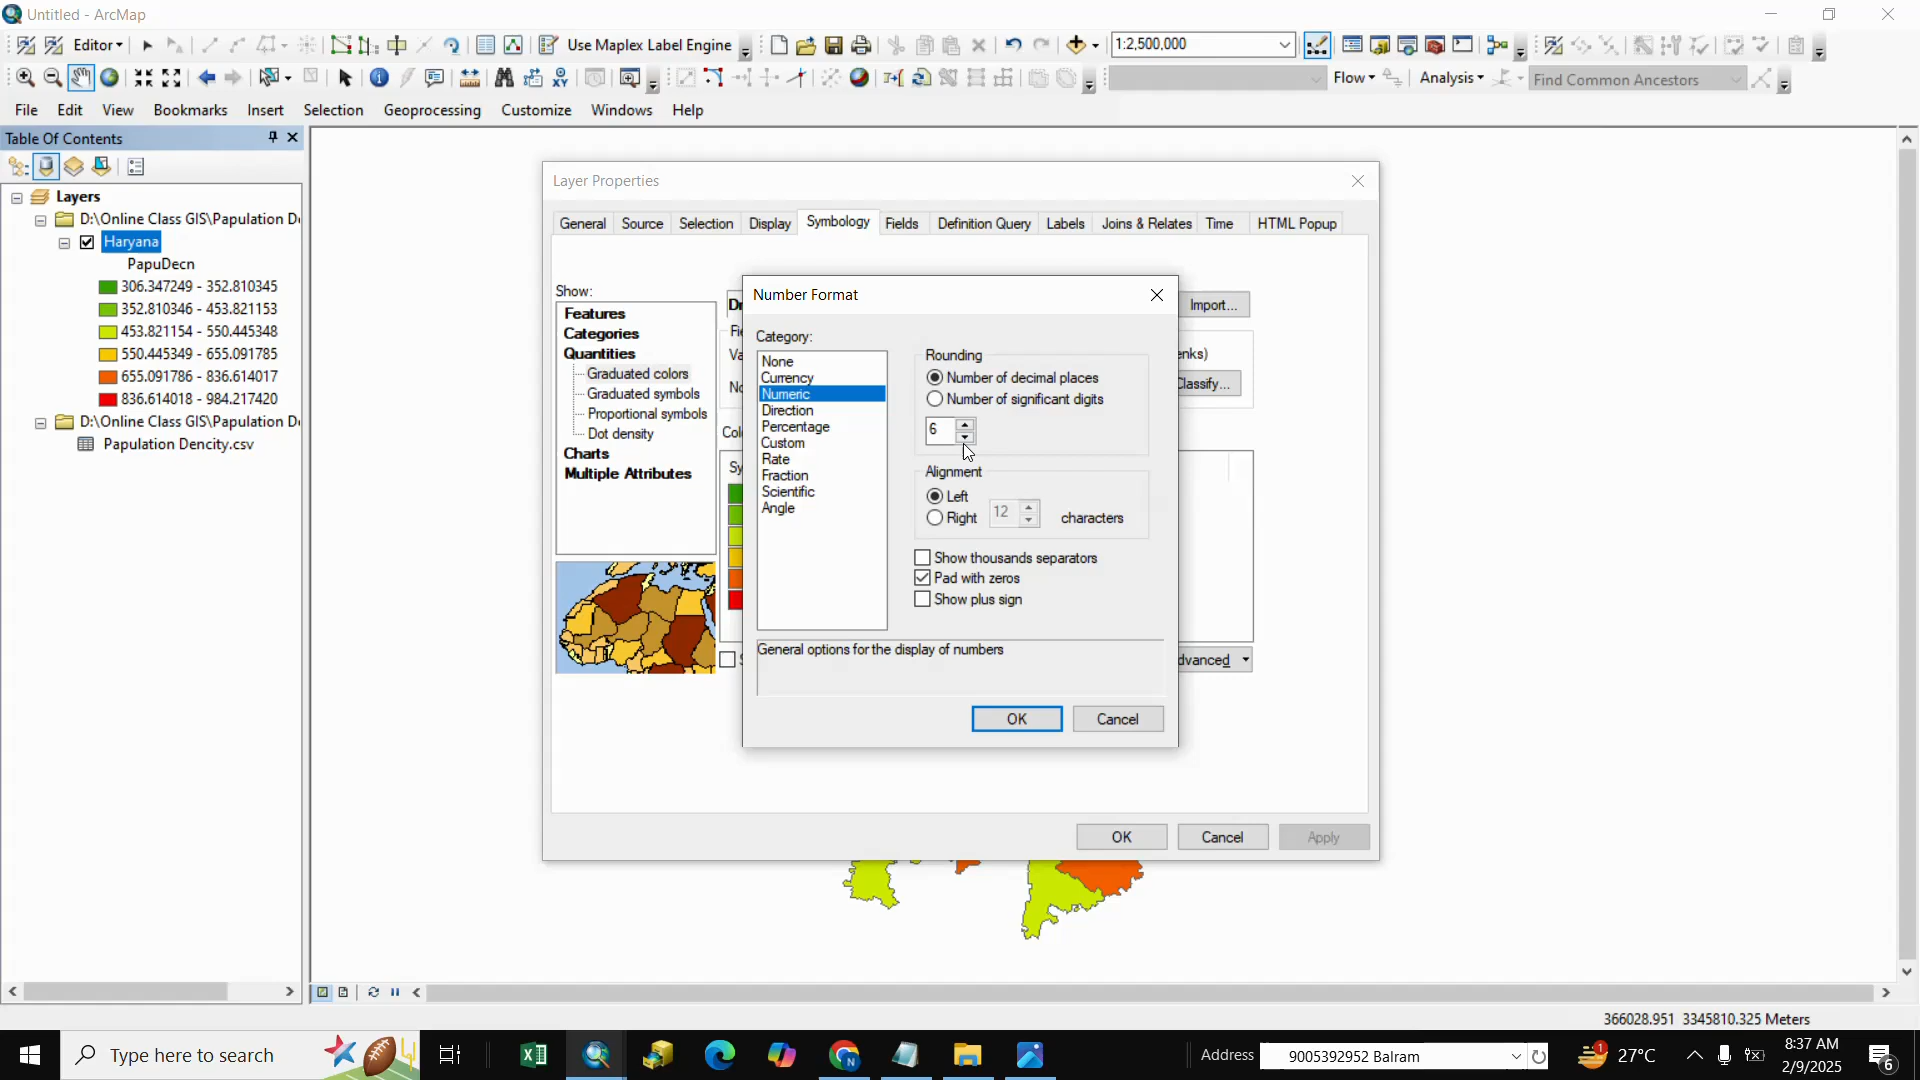 Untitled - ArcMap
Editor▾
Use Maplex Label Engine
1:2,500,000
Flow▾
Analysis▾
Find Common Ancestors
File Edit View Bookmarks Insert Selection Geoprocessing Customize Windows Help
Table Of Contents
Layers
D:\Online Class GIS\Papulation D
Haryana
PapuDecn
306.347249 - 352.810345
352.810346 - 453.821153
453.821154 - 550.445348
550.445349 - 655.091785
655.091786 - 836.614017
836.614018 - 984.217420
D:\Online Class GIS\Papulation D
Papulation Dencity.csv
Layer Properties
General Source Selection Display Symbology Fields Definition Query Labels Joins & Relates Time HTML Popup
Show:
Features
Categories
Quantities
Graduated colors
Graduated symbols
Proportional symbols
Dot density
Charts
Multiple Attributes
Import...
Classify...
dvanced
OK Cancel Apply
Number Format
Category:
None
Currency
Numeric
Direction
Percentage
Custom
Rate
Fraction
Scientific
Angle
Rounding
Number of decimal places
Number of significant digits
6
Alignment
Left
Right 12 characters
Show thousands separators
Pad with zeros
Show plus sign
General options for the display of numbers
OK Cancel
366028.951 3345810.325 Meters
Type here to search
Address 9005392952 Balram
1
27°C
8:37 AM
2/9/2025
6